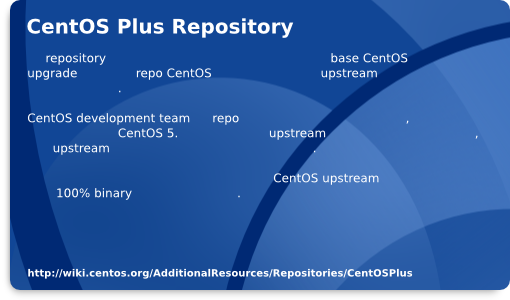 CentOS Plus Repository
repository base CentOS
upgrade repo CentOS upstream
.
CentOS development team repo ,
CentOS 5. upstream ,
upstream .
CentOS upstream
100% binary .
http://wiki.centos.org/AdditionalResources/Repositories/CentOSPlus